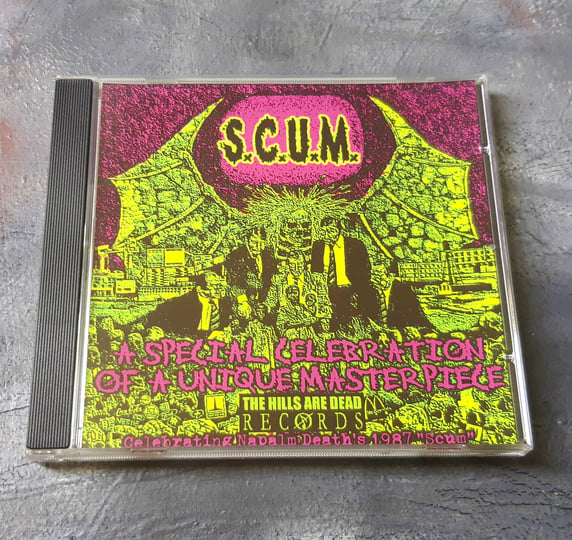 S.C.U.M.
A SPECIAL CELEBRATION
OF A UNIQUE MASTERPIECE
THE HILLS ARE DEAD
RECORDS
Celebrating Napalm Death's 1987 "Scum"